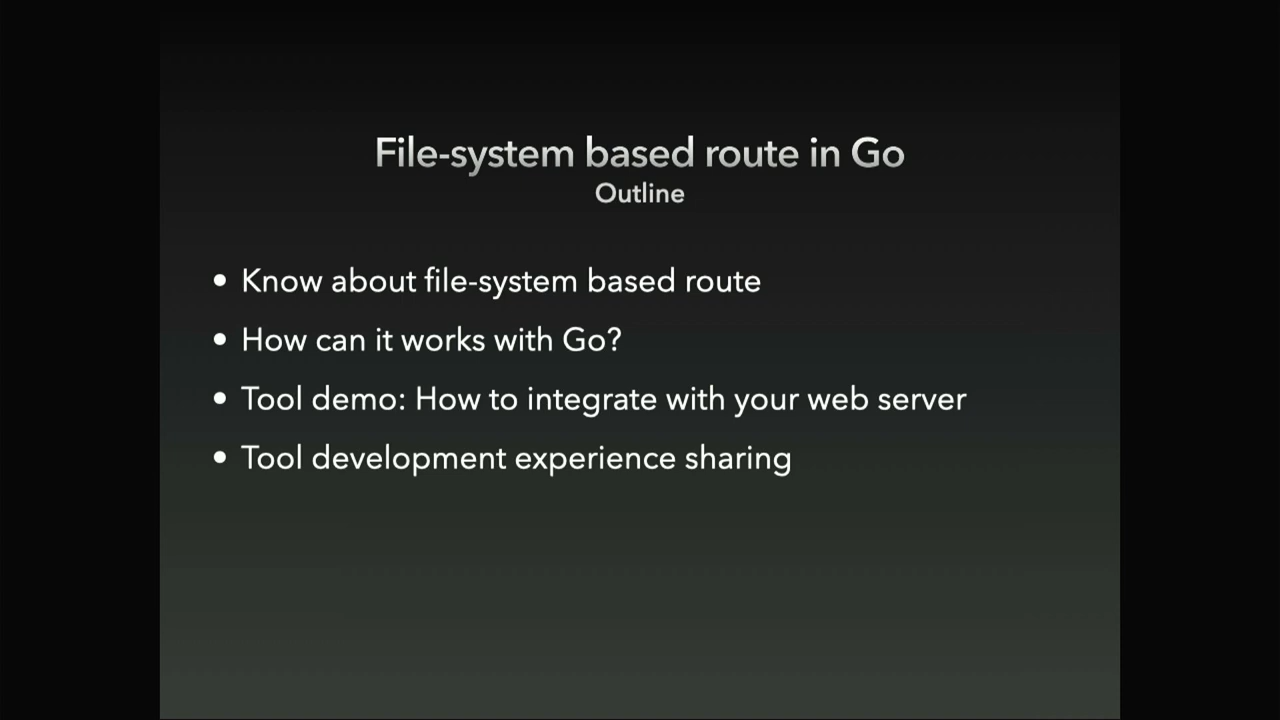 File-system based route in Go
Outline
• Know about file-system based route
• How can it works with Go?
• Tool demo: How to integrate with your web server
• Tool development experience sharing